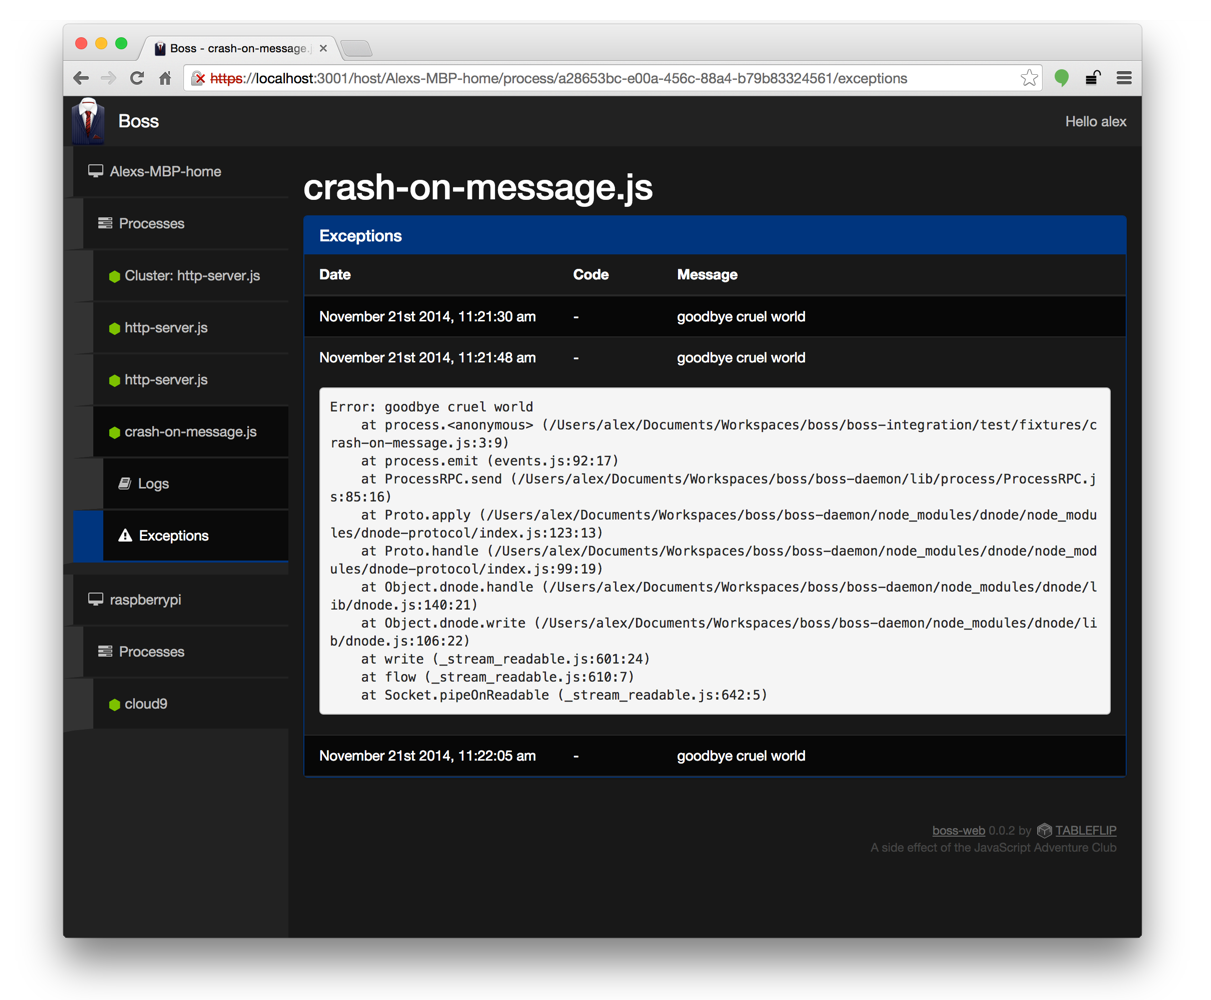 Boss - crash-on-message.j
https://localhost:3001/host/Alexs-MBP-home/process/a28653bc-e00a-456c-88a4-b79b83324561/exceptions
Boss
Hello alex
Alexs-MBP-home
Processes
Cluster: http-server.js
http-server.js
http-server.js
crash-on-message.js
Logs
Exceptions
raspberrypi
Processes
cloud9
crash-on-message.js
Exceptions
Date Code Message
November 21st 2014, 11:21:30 am - goodbye cruel world
November 21st 2014, 11:21:48 am - goodbye cruel world
Error: goodbye cruel world
at process.<anonymous> (/Users/alex/Documents/Workspaces/boss/boss-integration/test/fixtures/c
rash-on-message.js:3:9)
at process.emit (events.js:92:17)
at ProcessRPC.send (/Users/alex/Documents/Workspaces/boss/boss-daemon/lib/process/ProcessRPC.j
s:85:16)
at Proto.apply (/Users/alex/Documents/Workspaces/boss/boss-daemon/node_modules/dnode/node_modu
les/dnode-protocol/index.js:123:13)
at Proto.handle (/Users/alex/Documents/Workspaces/boss/boss-daemon/node_modules/dnode/node_mod
ules/dnode-protocol/index.js:99:19)
at Object.dnode.handle (/Users/alex/Documents/Workspaces/boss/boss-daemon/node_modules/dnode/l
ib/dnode.js:140:21)
at Object.dnode.write (/Users/alex/Documents/Workspaces/boss/boss-daemon/node_modules/dnode/li
b/dnode.js:106:22)
at write (_stream_readable.js:601:24)
at flow (_stream_readable.js:610:7)
at Socket.pipeOnReadable (_stream_readable.js:642:5)
November 21st 2014, 11:22:05 am - goodbye cruel world
boss-web 0.0.2 by TABLEFLIP
A side effect of the JavaScript Adventure Club